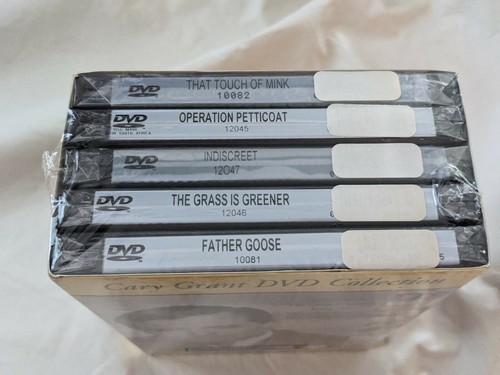 DVD THAT TOUCH OF MINK
10082
DVD OPERATION PETTICOAT
12045
DVD INDISCREET
12047
DVD THE GRASS IS GREENER
12046
DVD FATHER GOOSE
10081
5
Cary Grant DVD Collection